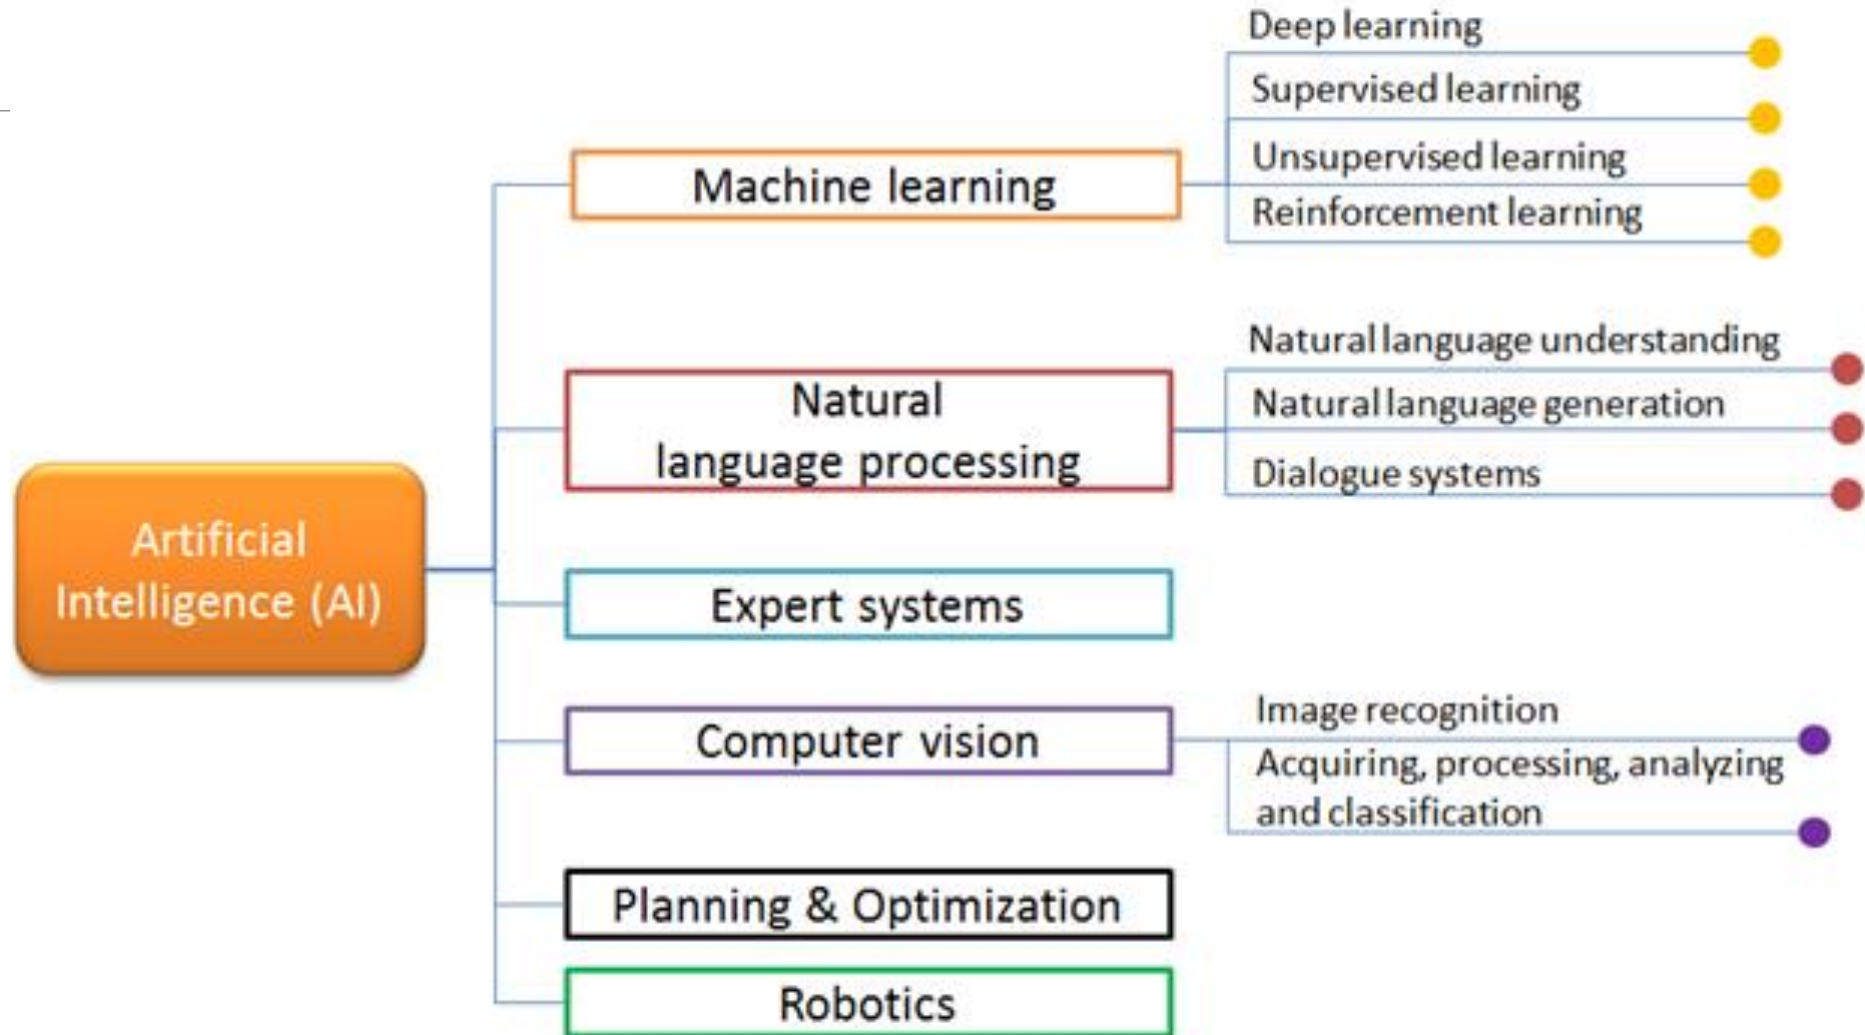 Artificial
Intelligence (AI)
Machine learning
Deep learning
Supervised learning
Unsupervised learning
Reinforcement learning
Natural
language processing
Natural language understanding
Natural language generation
Dialogue systems
Expert systems
Computer vision
Image recognition
Acquiring, processing, analyzing
and classification
Planning & Optimization
Robotics